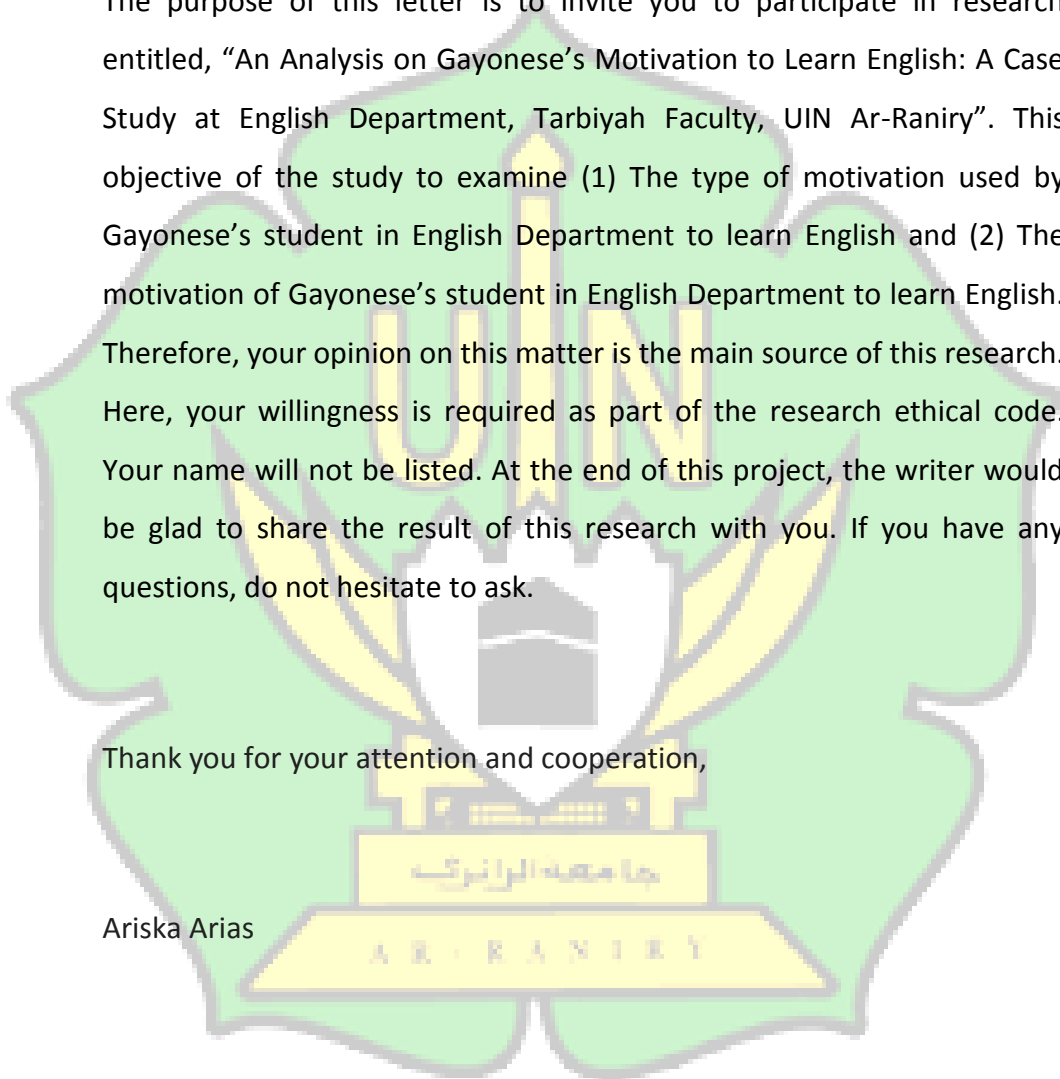 The purpose of this letter is to invite you to participate in research
entitled, “An Analysis on Gayonese’s Motivation to Learn English: A Case
Study at English Department, Tarbiyah Faculty, UIN Ar-Raniry”. This
objective of the study to examine (1) The type of motivation used by
Gayonese’s student in English Department to learn English and (2) The
motivation of Gayonese’s student in English Department to learn English.
Therefore, your opinion on this matter is the main source of this research.
Here, your willingness is required as part of the research ethical code.
Your name will not be listed. At the end of this project, the writer would
be glad to share the result of this research with you. If you have any
questions, do not hesitate to ask.
UIN
Thank you for your attention and cooperation,
جامعة الرانيري
Ariska Arias
AR-RANIRY